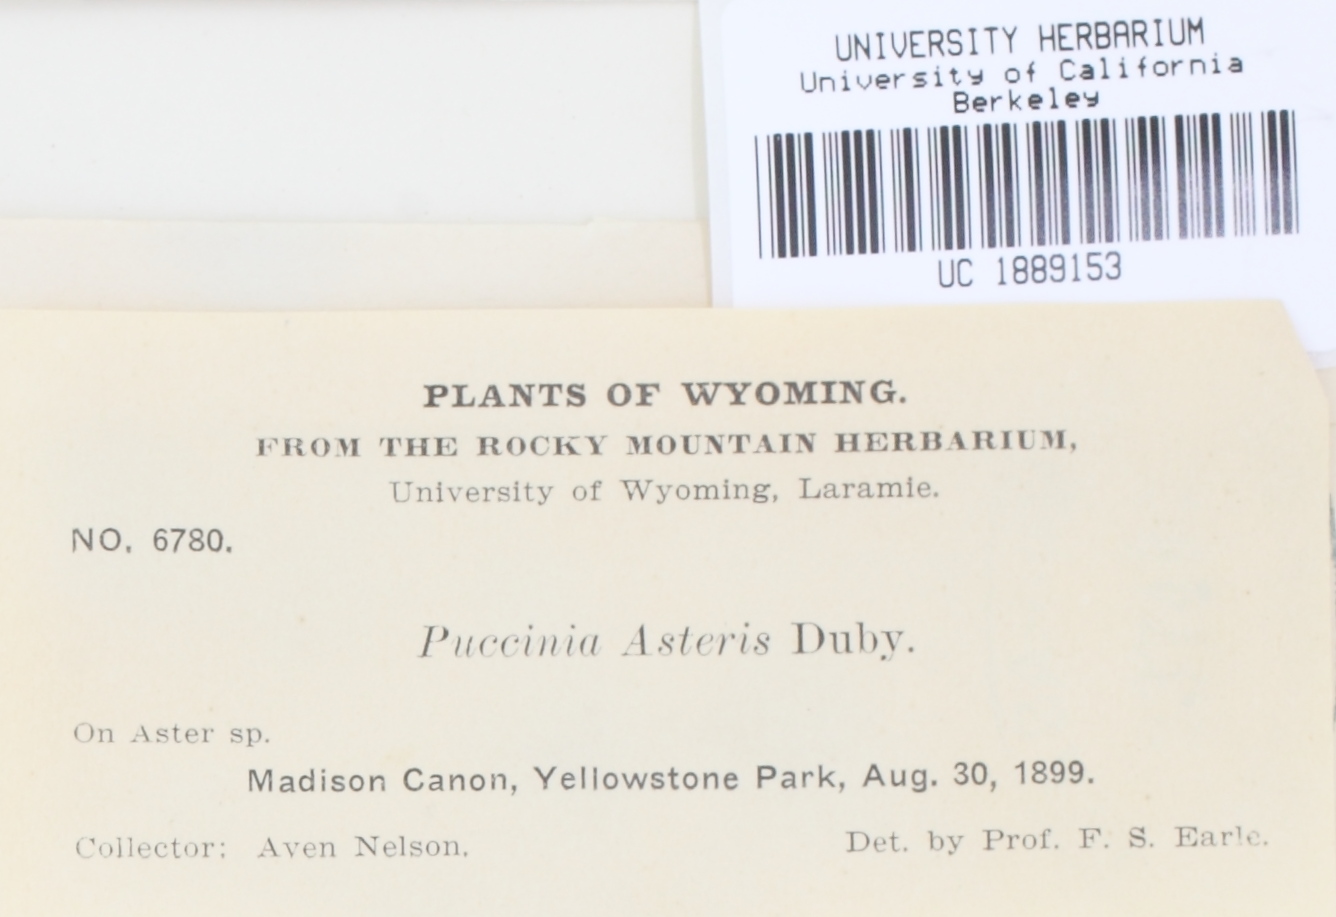 UNIVERSITY HERBARIUM
University of California
Berkeley
UC 1889153
PLANTS OF WYOMING.
FROM THE ROCKY MOUNTAIN HERBARIUM,
University of Wyoming, Laramie.
NO. 6780.
Puccinia Asteris Duby.
On Aster sp.
Madison Canon, Yellowstone Park, Aug. 30, 1899.
Collector: Aven Nelson. Det. by Prof. F. S. Earle.